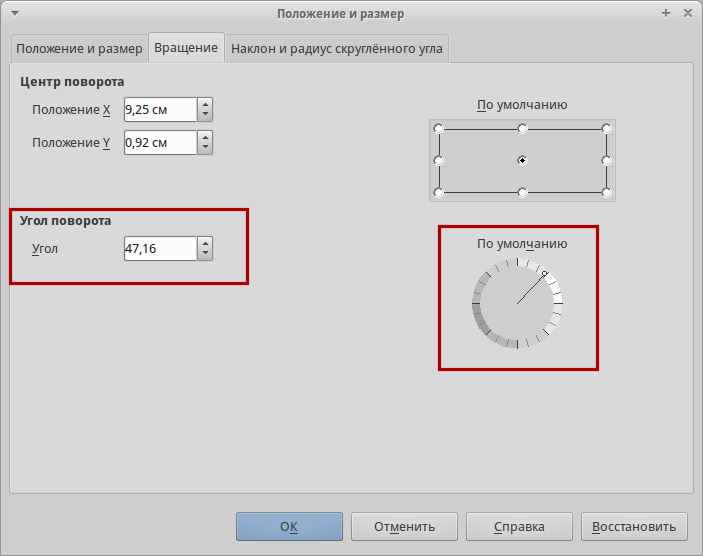 Положение и размер
Положение и размер
Вращение
Наклон и радиус скруглённого угла
Центр поворота
Положение X
9,25 см
Положение Y
0,92 см
По умолчанию
Угол поворота
Угол
47,16
По умолчанию
OK
Отменить
Справка
Восстановить